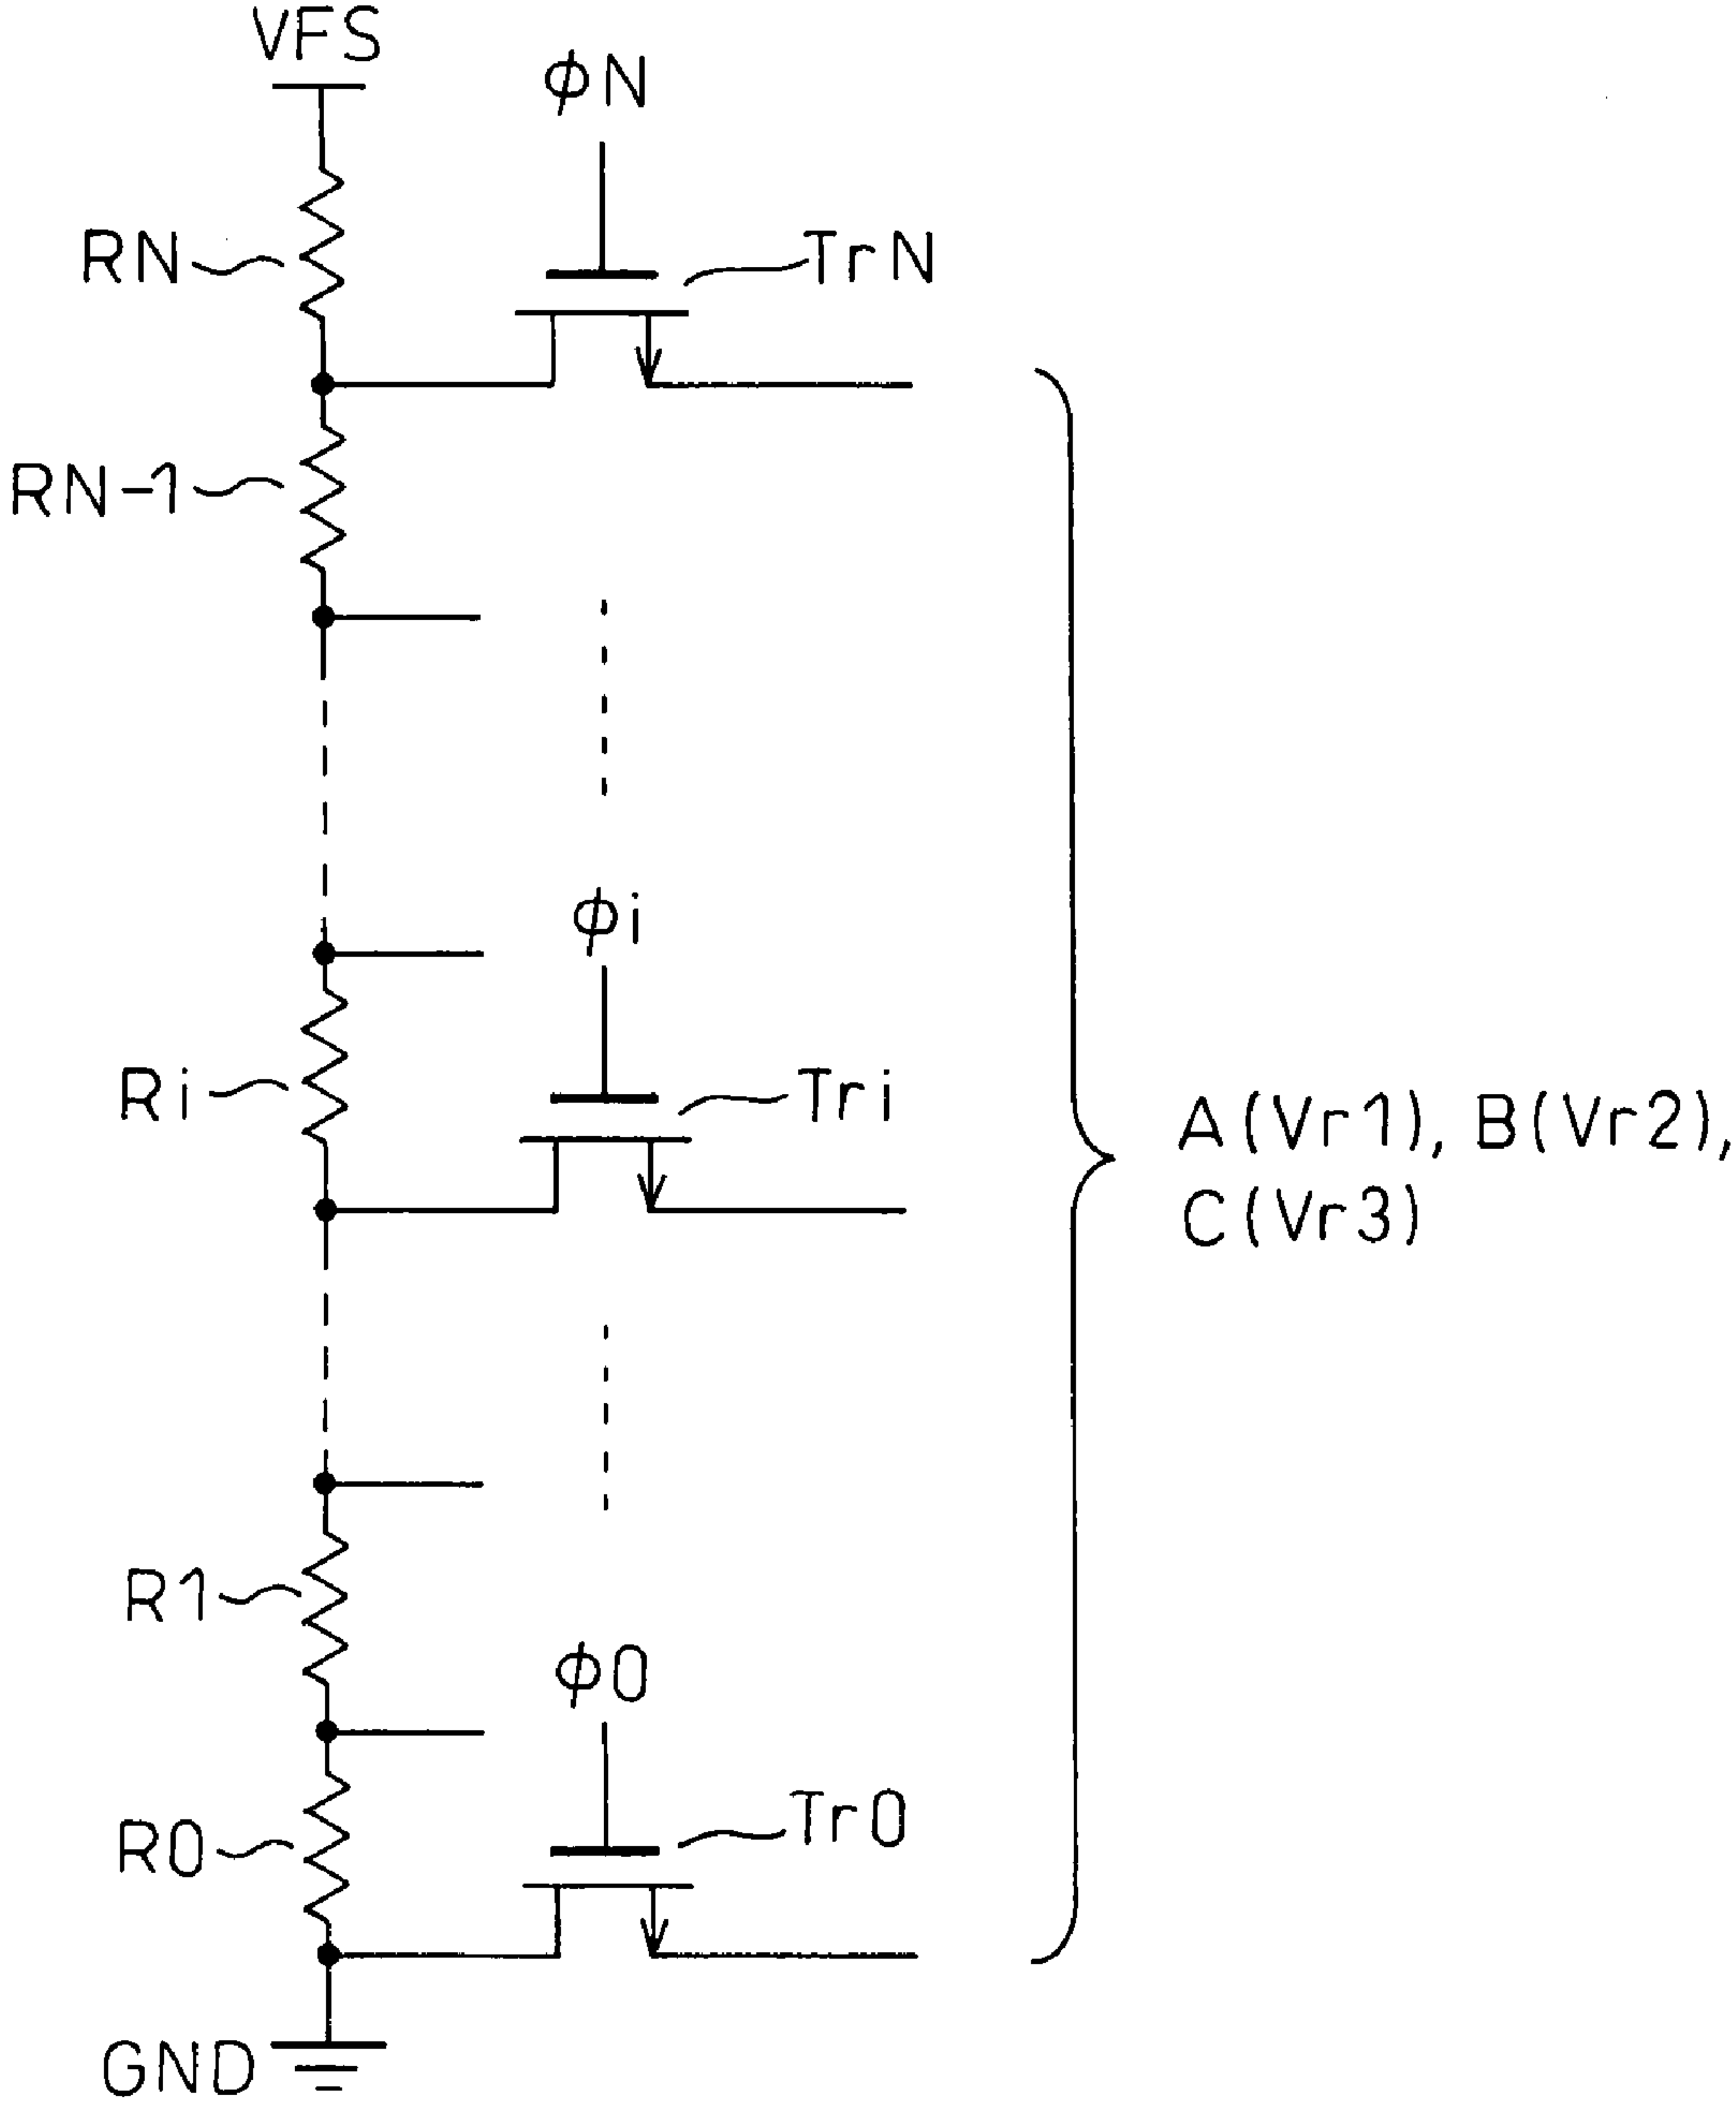 VFS
φN
RN
TrN
RN-1
φi
Ri
Tri
A(Vr1), B(Vr2),
C(Vr3)
R1
φ0
R0
Tr0
GND